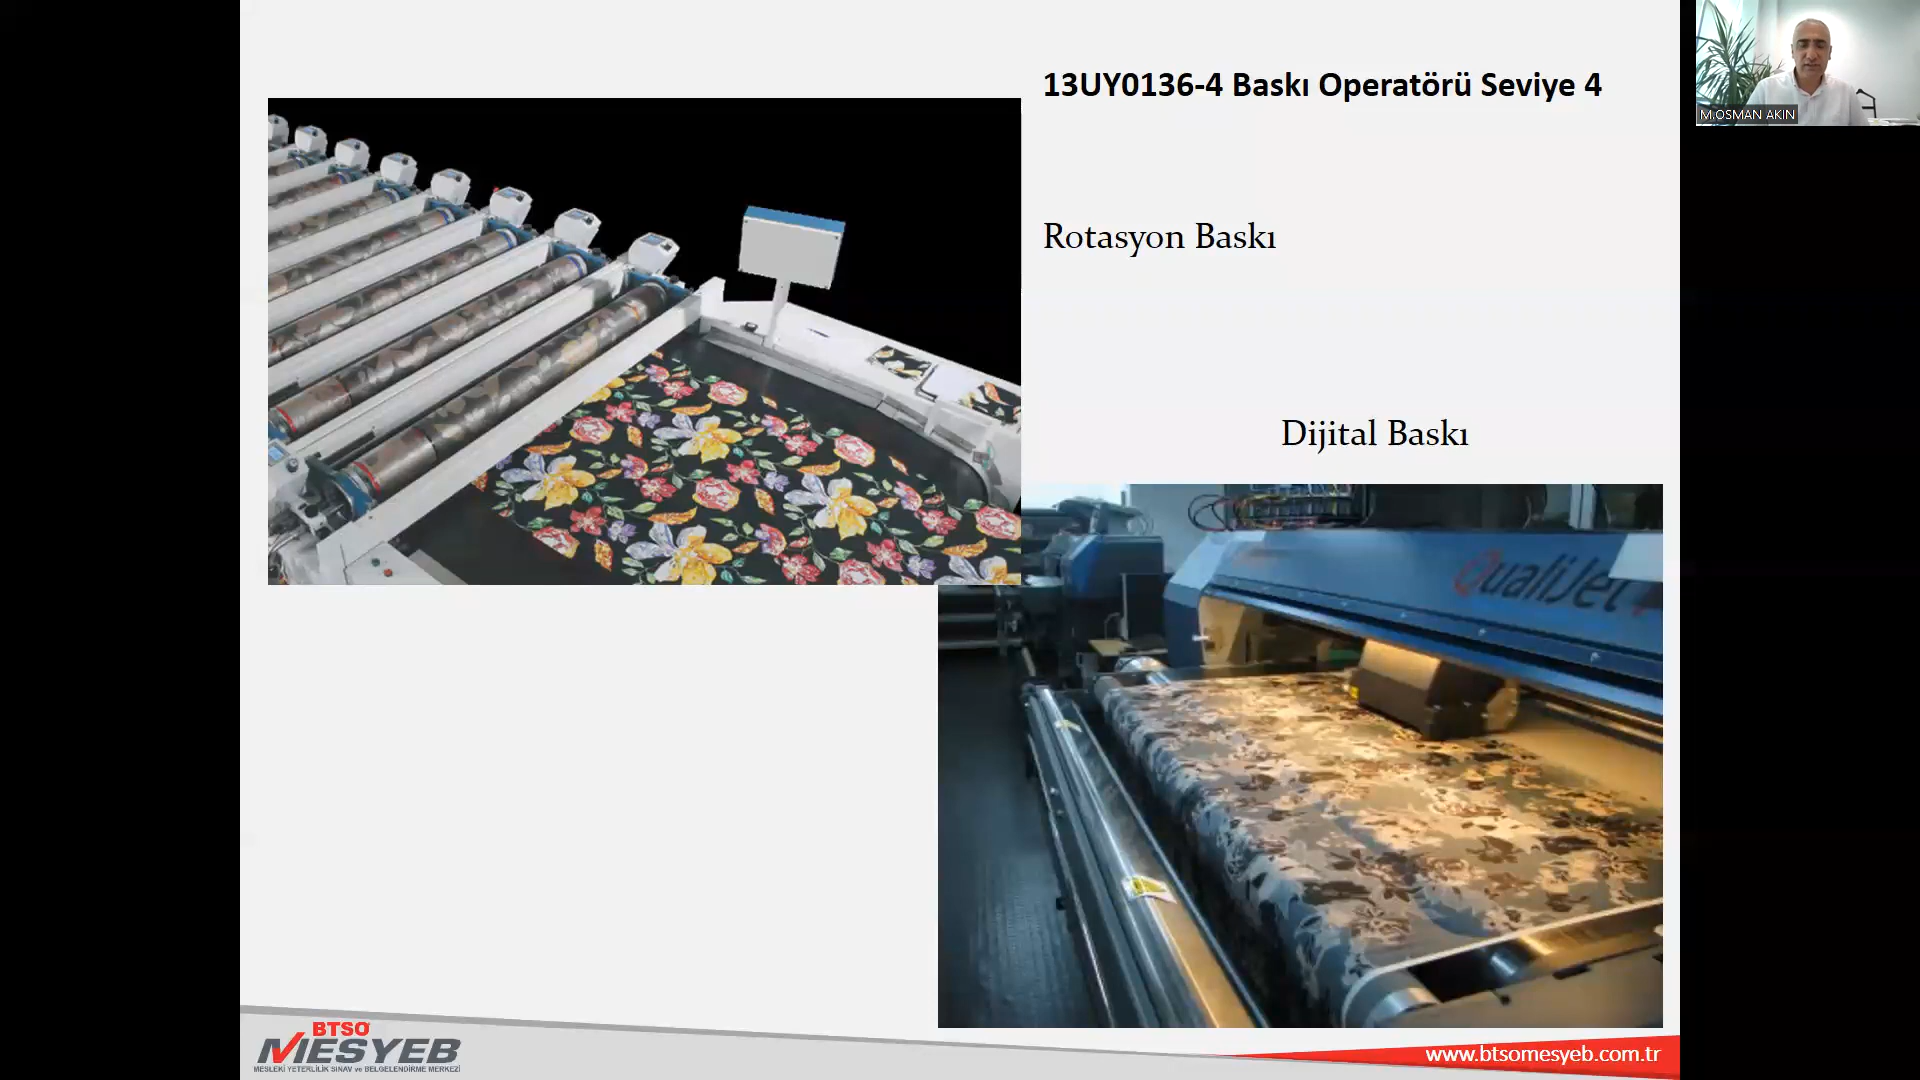 13UY0136-4 Baskı Operatörü Seviye 4
M.OSMAN AKIN
Rotasyon Baskı
Dijital Baskı
QualiJet
BTSO
MESYEB
MESLEKİ YETERLİLİK SINAV ve BELGELENDİRME MERKEZİ
www.btsomesyeb.com.tr